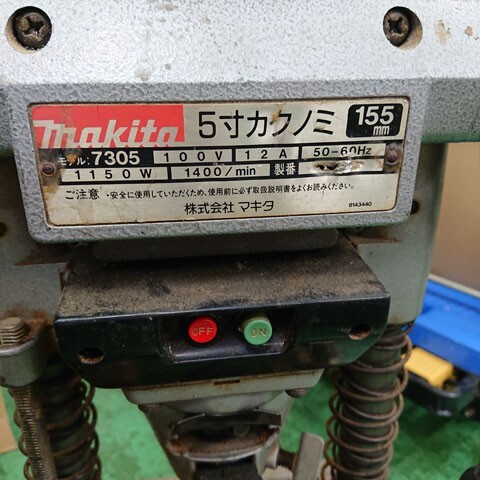 makita 5寸カクノミ 155mm
モデル:7305 100V 12A 50-60Hz
1150W 1400/min 製番
ご注意 ・安全に使用していただくため、使用前に必ず取扱説明書をよくお読みください。
株式会社 マキタ 8143440
OFF ON